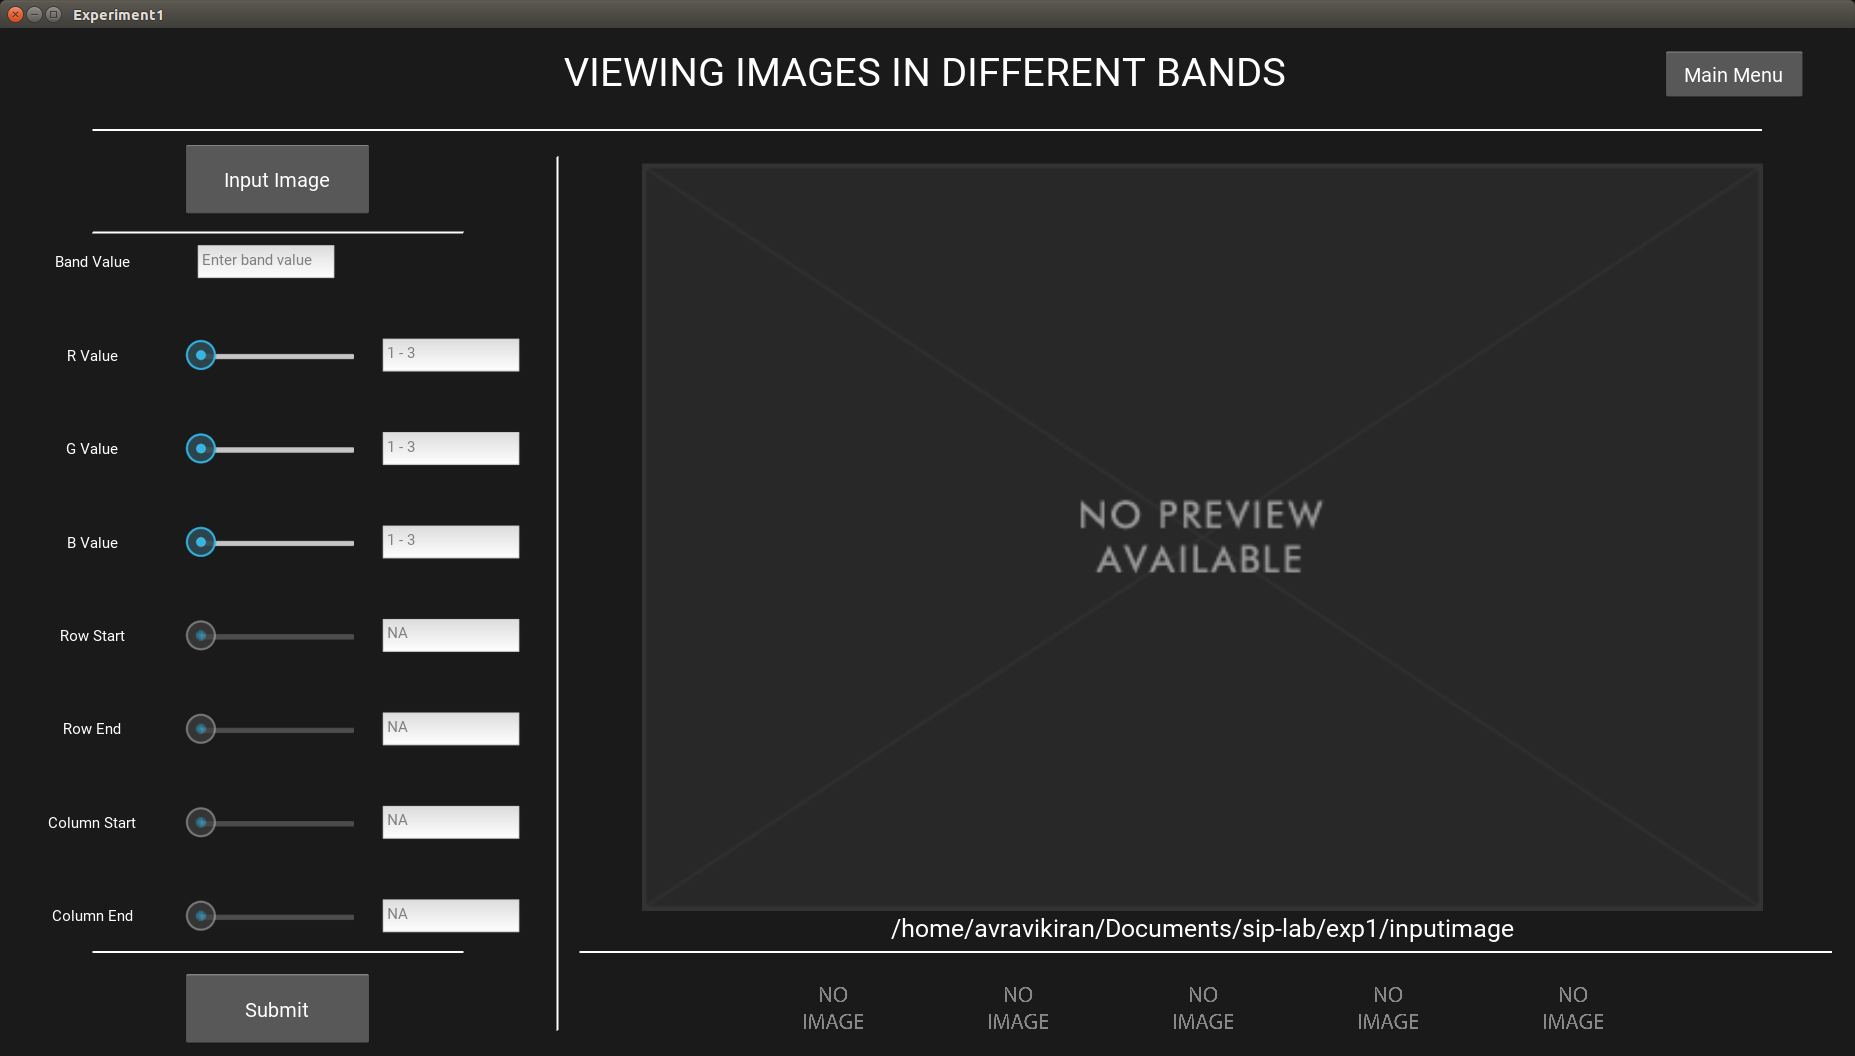 Experiment1
VIEWING IMAGES IN DIFFERENT BANDS
Main Menu
Input Image
Band Value
Enter band value
R Value
1 - 3
G Value
1 - 3
B Value
1 - 3
Row Start
NA
Row End
NA
Column Start
NA
Column End
NA
Submit
NO PREVIEW
AVAILABLE
/home/avravikiran/Documents/sip-lab/exp1/inputimage
NO
IMAGE
NO
IMAGE
NO
IMAGE
NO
IMAGE
NO
IMAGE